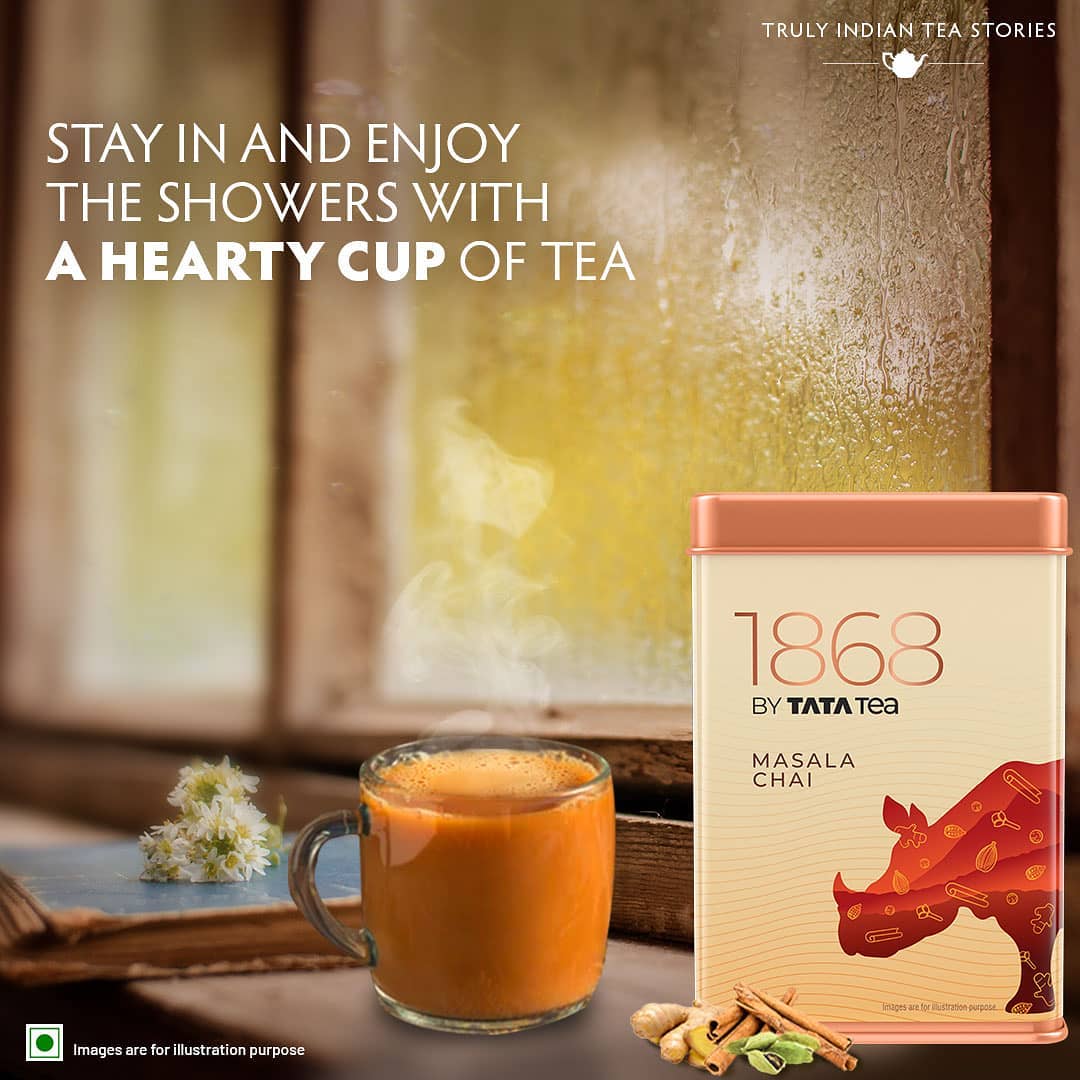 TRULY INDIAN TEA STORIES
STAY IN AND ENJOY
THE SHOWERS WITH
A HEARTY CUP OF TEA
1868
BY TATA Tea
MASALA
CHAI
Images are for illustration purpose
Images are for illustration purpose